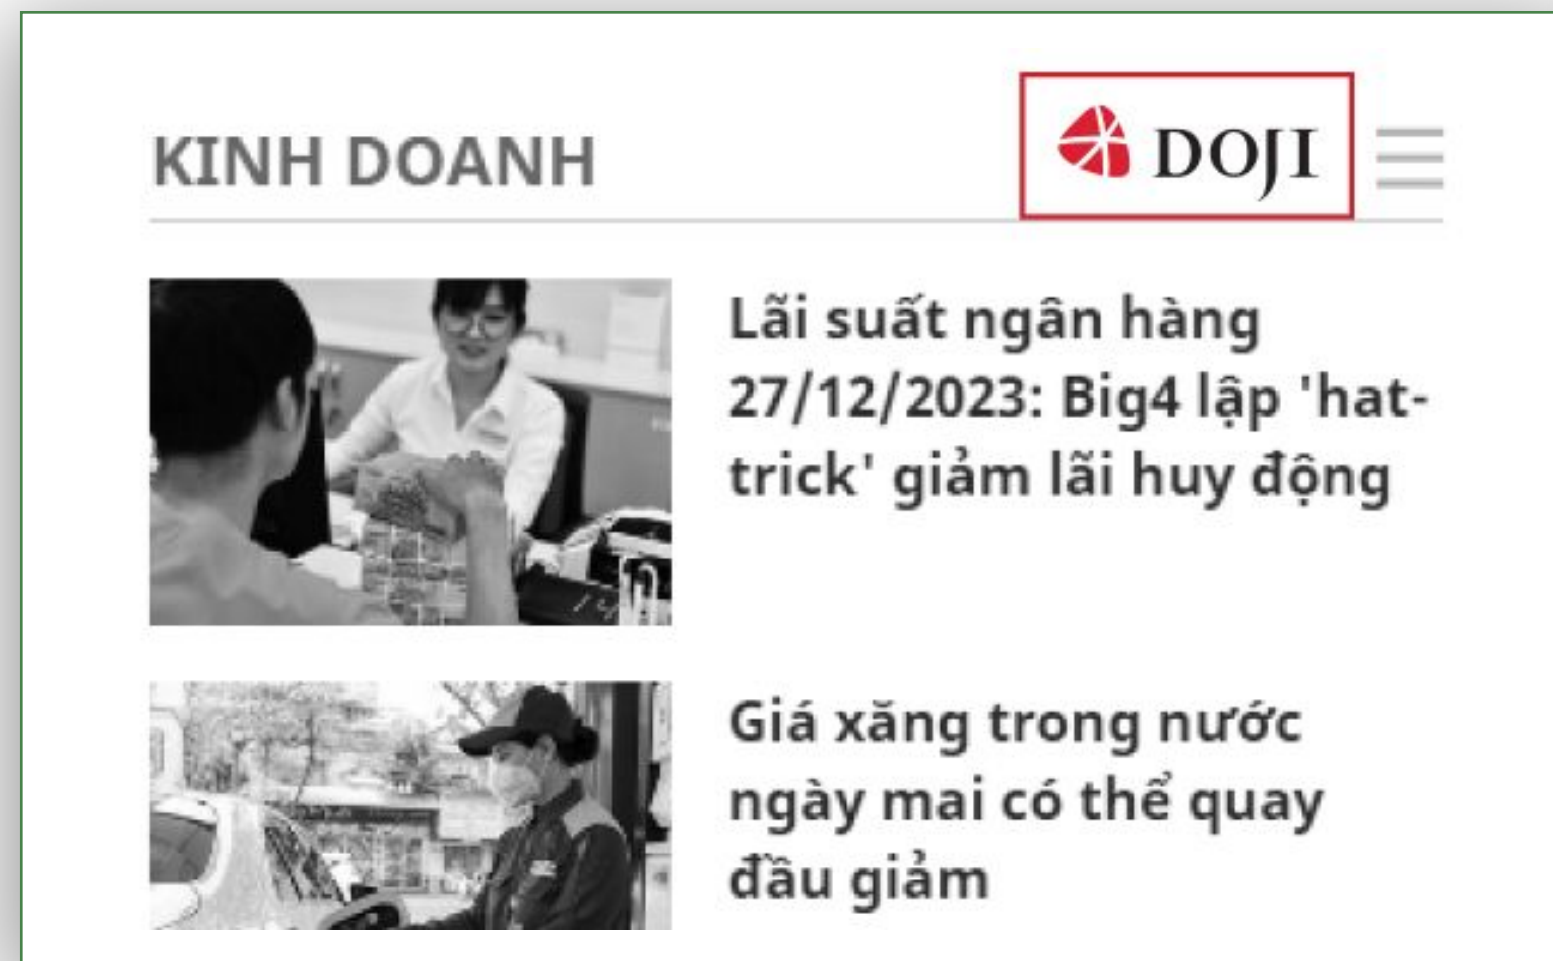 KINH DOANH
DOJI
Lãi suất ngân hàng
27/12/2023: Big4 lập 'hat-
trick' giảm lãi huy động
Giá xăng trong nước
ngày mai có thể quay
đầu giảm